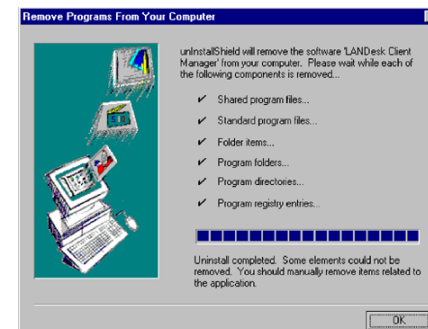 Remove Programs From Your Computer
unInstallShield will remove the software 'LANDesk Client
Manager' from your computer. Please wait while each of
the following components is removed...
✔ Shared program files...
✔ Standard program files...
✔ Folder items...
✔ Program folders...
✔ Program directories...
✔ Program registry entries...
Uninstall completed. Some elements could not be
removed. You should manually remove items related to
the application.
OK